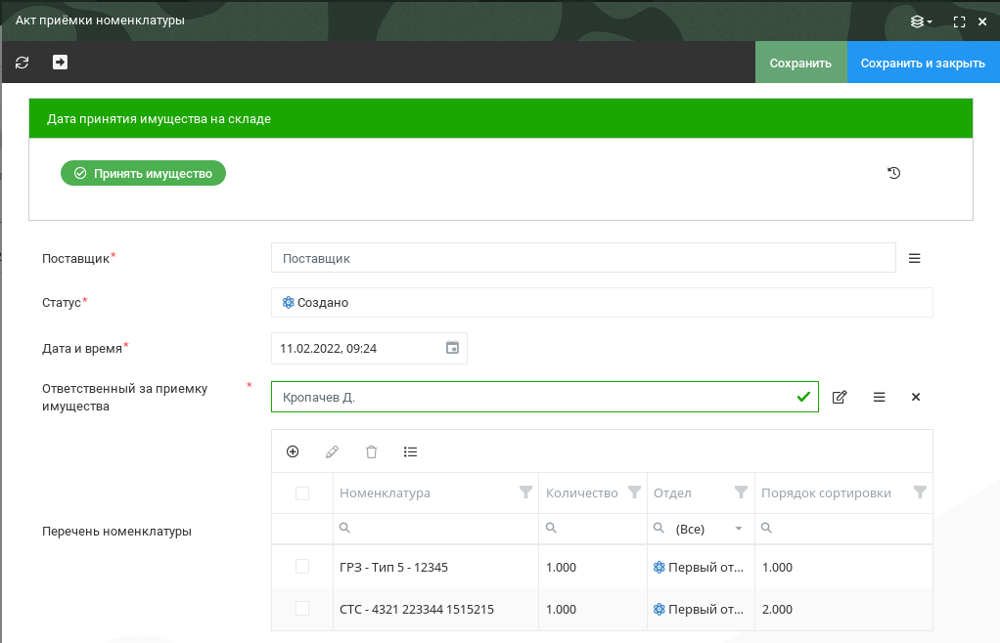 Акт приёмки номенклатуры
Сохранить
Сохранить и закрыть
Дата принятия имущества на складе
Принять имущество
Поставщик*
Поставщик
Статус*
Создано
Дата и время*
11.02.2022, 09:24
Ответственный за приемку имущества *
Кропачев Д.
Перечень номенклатуры
Номенклатура Количество Отдел Порядок сортировки
(Все)
ГРЗ - Тип 5 - 12345 1.000 Первый от... 1.000
СТС - 4321 223344 1515215 1.000 Первый от... 2.000